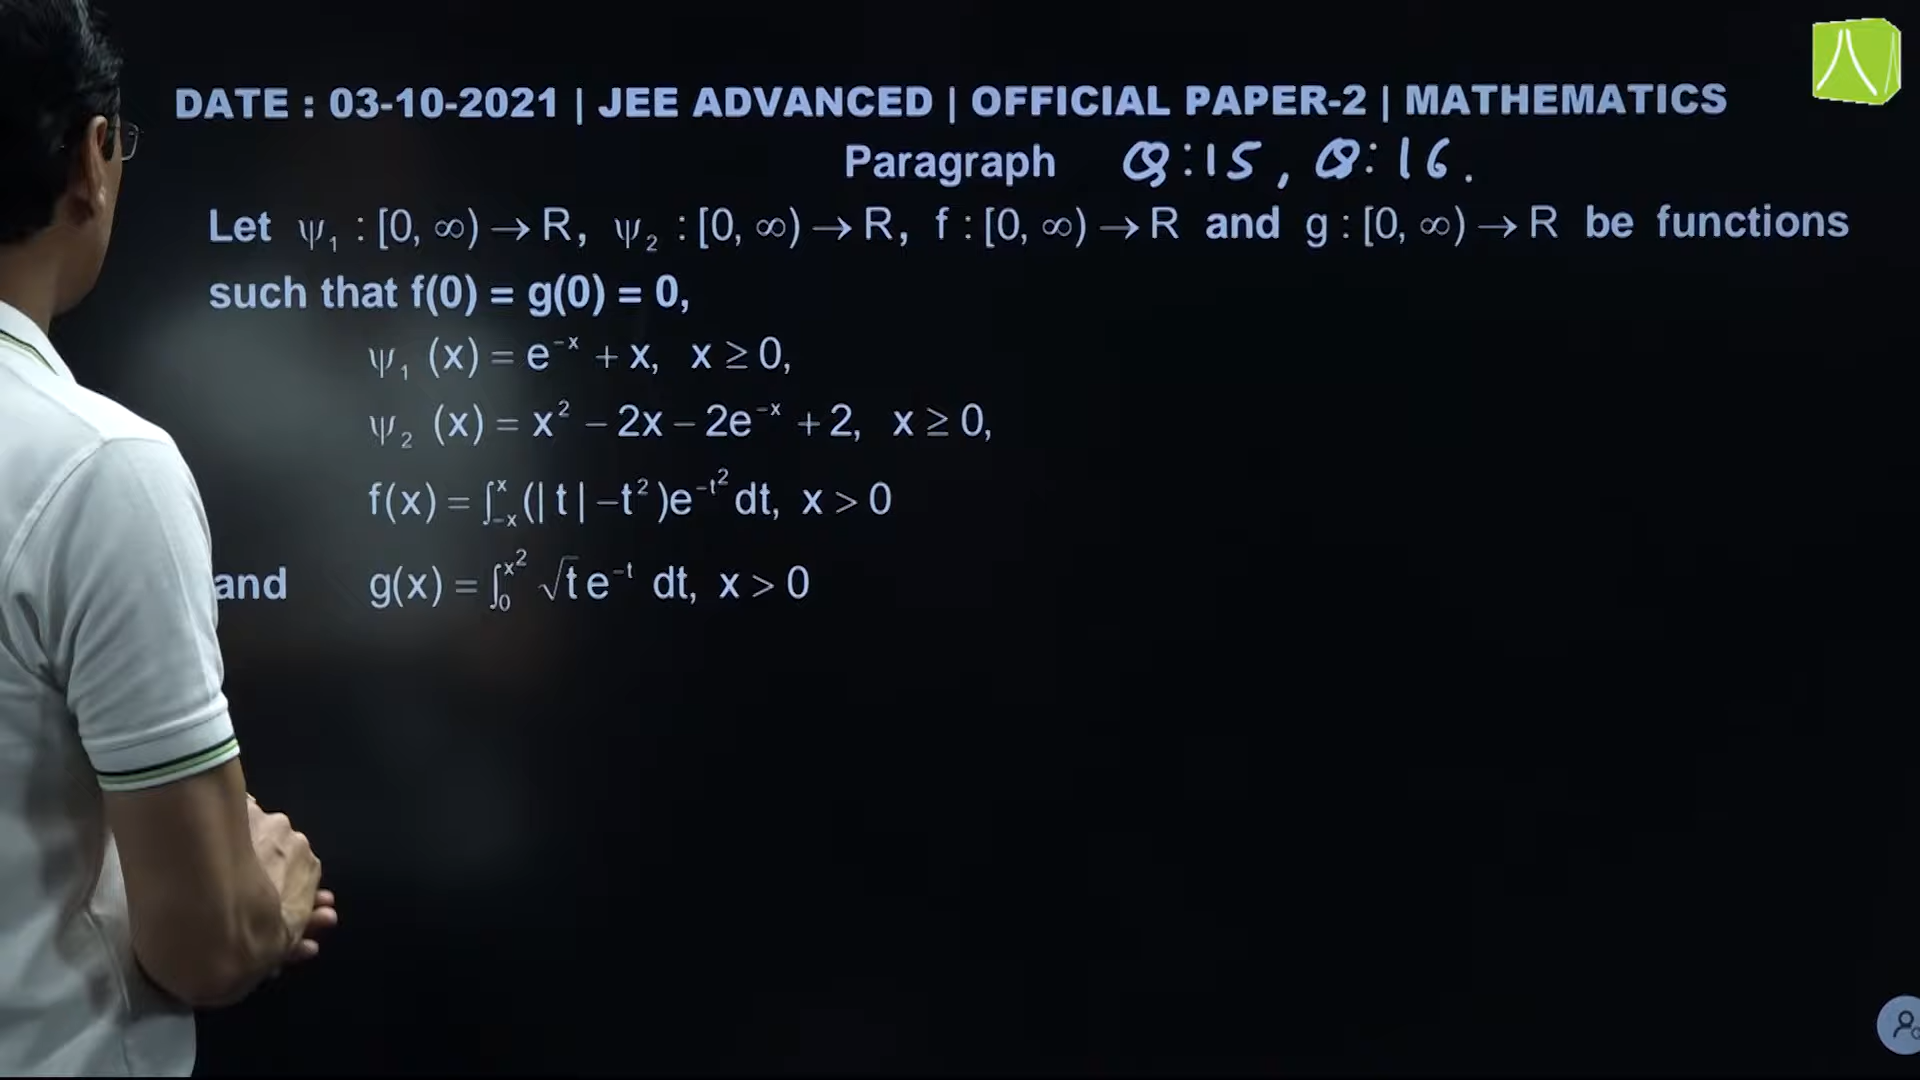 DATE : 03-10-2021 | JEE ADVANCED | OFFICIAL PAPER-2 | MATHEMATICS
Paragraph Q:15, Q:16.
Let ψ₁ : [0, ∞) → R, ψ₂ : [0, ∞) → R, f : [0, ∞) → R and g : [0, ∞) → R be functions
such that f(0) = g(0) = 0,
ψ₁ (x) = e⁻ˣ + x, x ≥ 0,
ψ₂ (x) = x² − 2x − 2e⁻ˣ + 2, x ≥ 0,
f(x) = ∫₋ₓˣ (| t | −t² )e^{−t²} dt, x > 0
and g(x) = ∫₀^{x²} √t e^{−t} dt, x > 0